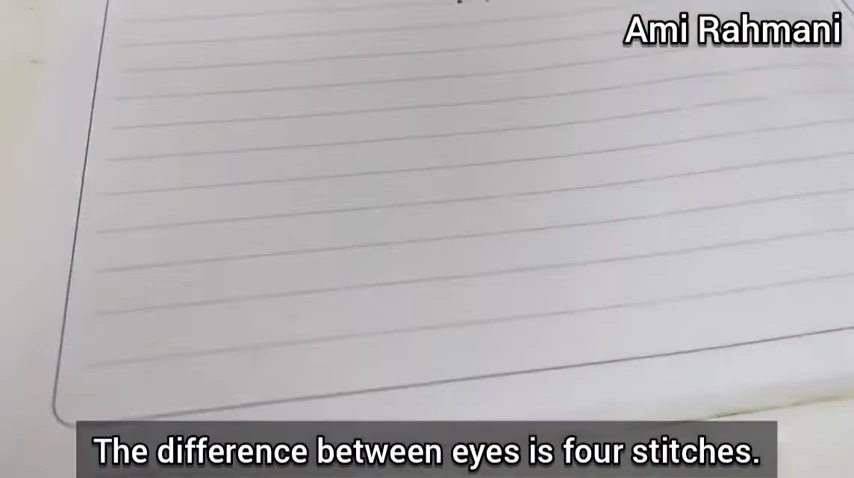 Ami Rahmani
The difference between eyes is four stitches.